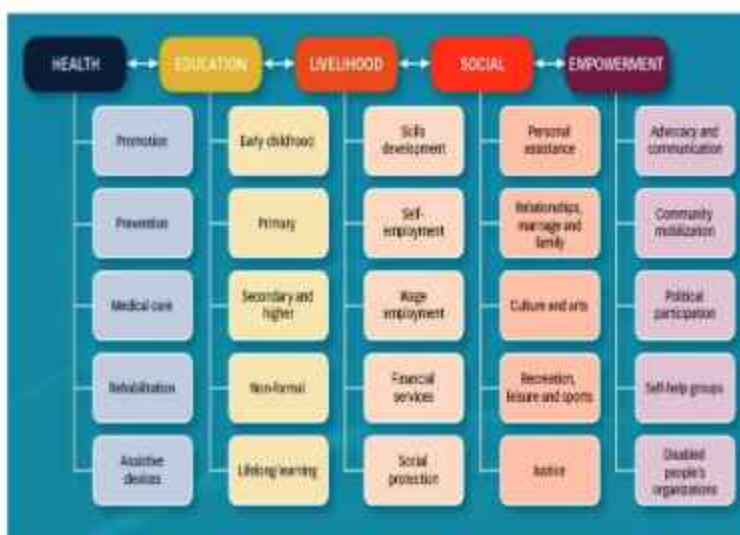 HEALTH
EDUCATION
LIVELIHOOD
SOCIAL
EMPOWERMENT
Promotion
Prevention
Medical care
Rehabilitation
Assistive
devices
Early childhood
Primary
Secondary and
higher
Non-formal
Lifelong learning
Skills
development
Self-
employment
Wage
employment
Financial
services
Social
protection
Personal
assistance
Relationships,
marriage and
family
Culture and arts
Recreation,
leisure and sports
Justice
Advocacy and
communication
Community
mobilization
Political
participation
Self-help groups
Disabled
people's
organizations